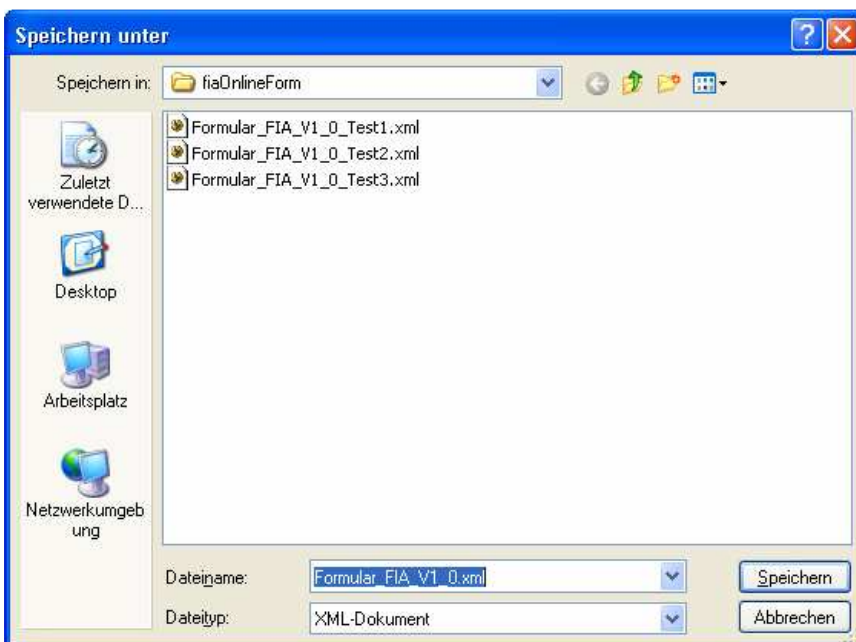 Speichern unter
Speichern in: fiaOnlineForm
Formular_FIA_V1_0_Test1.xml
Formular_FIA_V1_0_Test2.xml
Formular_FIA_V1_0_Test3.xml
Zuletzt
verwendete D...
Desktop
Arbeitsplatz
Netzwerkumgeb
ung
Dateiname: Formular_FIA_V1_0.xml Speichern
Dateityp: XML-Dokument Abbrechen